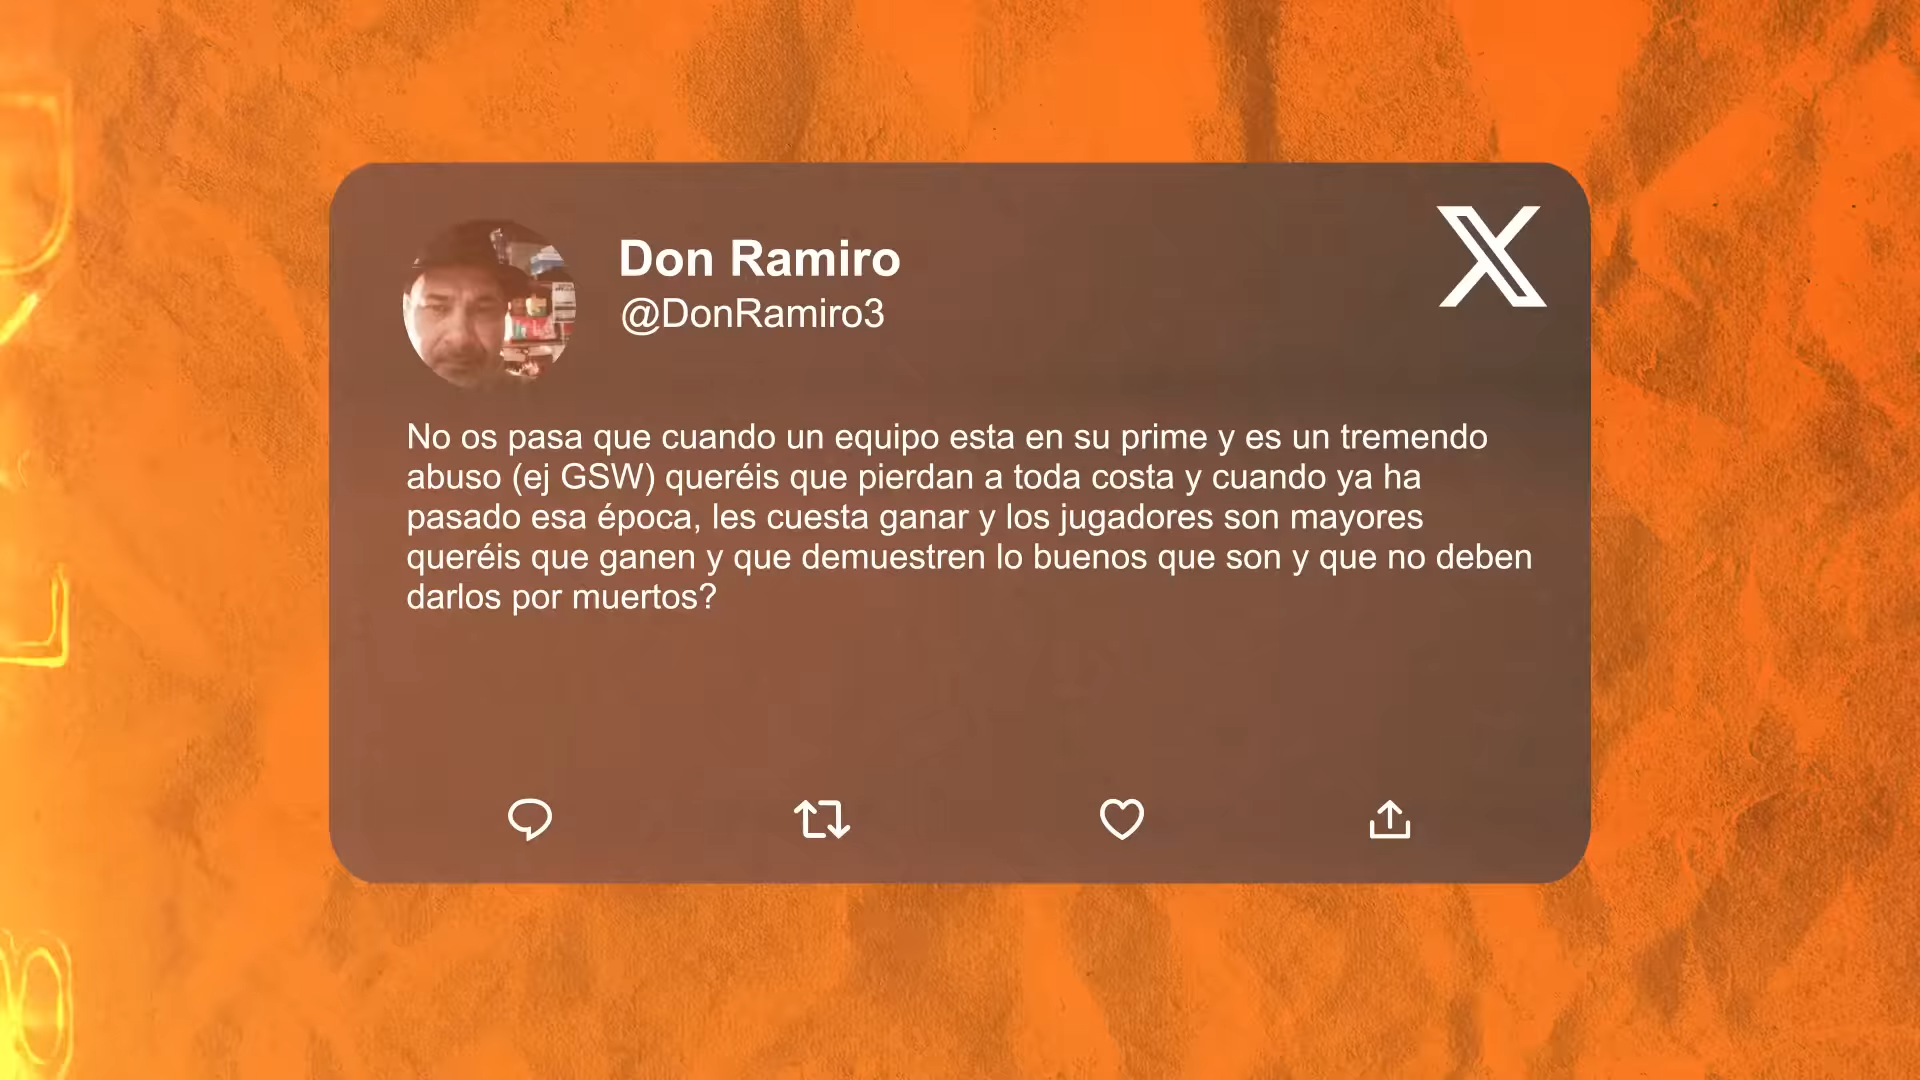 Don Ramiro
@DonRamiro3
No os pasa que cuando un equipo esta en su prime y es un tremendo
abuso (ej GSW) queréis que pierdan a toda costa y cuando ya ha
pasado esa época, les cuesta ganar y los jugadores son mayores
queréis que ganen y que demuestren lo buenos que son y que no deben
darlos por muertos?